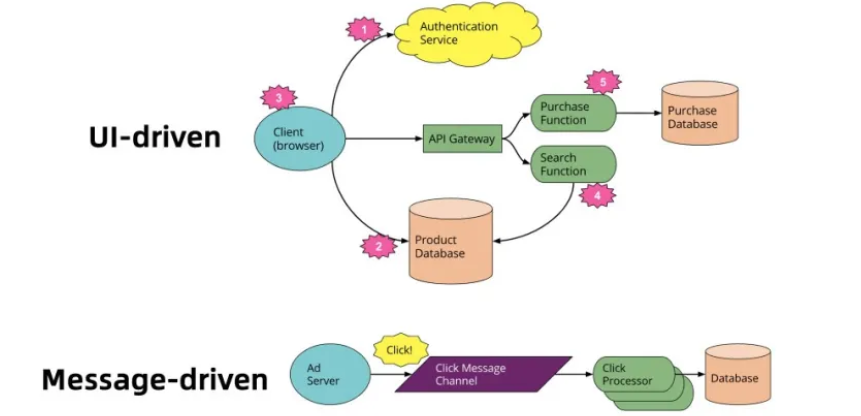 1
Authentication
Service
UI-driven
3
Client
(browser)
API Gateway
5
Purchase
Function
Purchase
Database
Search
Function
4
2
Product
Database
Message-driven
Ad
Server
Click!
Click Message
Channel
Click
Processor
Database